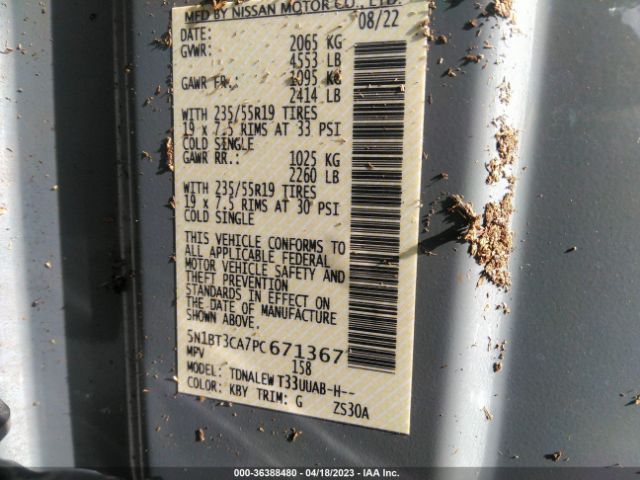 MFD BY NISSAN MOTOR CO., LTD.
DATE: 08/22
GVWR: 2065 KG
4553 LB
GAWR FR.: 1095 KG
2414 LB
WITH 235/55R19 TIRES
19 x 7.5 RIMS AT 33 PSI
COLD SINGLE
GAWR RR.: 1025 KG
2260 LB
WITH 235/55R19 TIRES
19 x 7.5 RIMS AT 30 PSI
COLD SINGLE
THIS VEHICLE CONFORMS TO
ALL APPLICABLE FEDERAL
MOTOR VEHICLE SAFETY AND
THEFT PREVENTION
STANDARDS IN EFFECT ON
THE DATE OF MANUFACTURE
SHOWN ABOVE.
5N1BT3CA7PC671367
MPV 158
MODEL: TDNALEW T33UUAB-H--
COLOR: KBY TRIM: G ZS30A
000-36388480 - 04/18/2023 - IAA Inc.